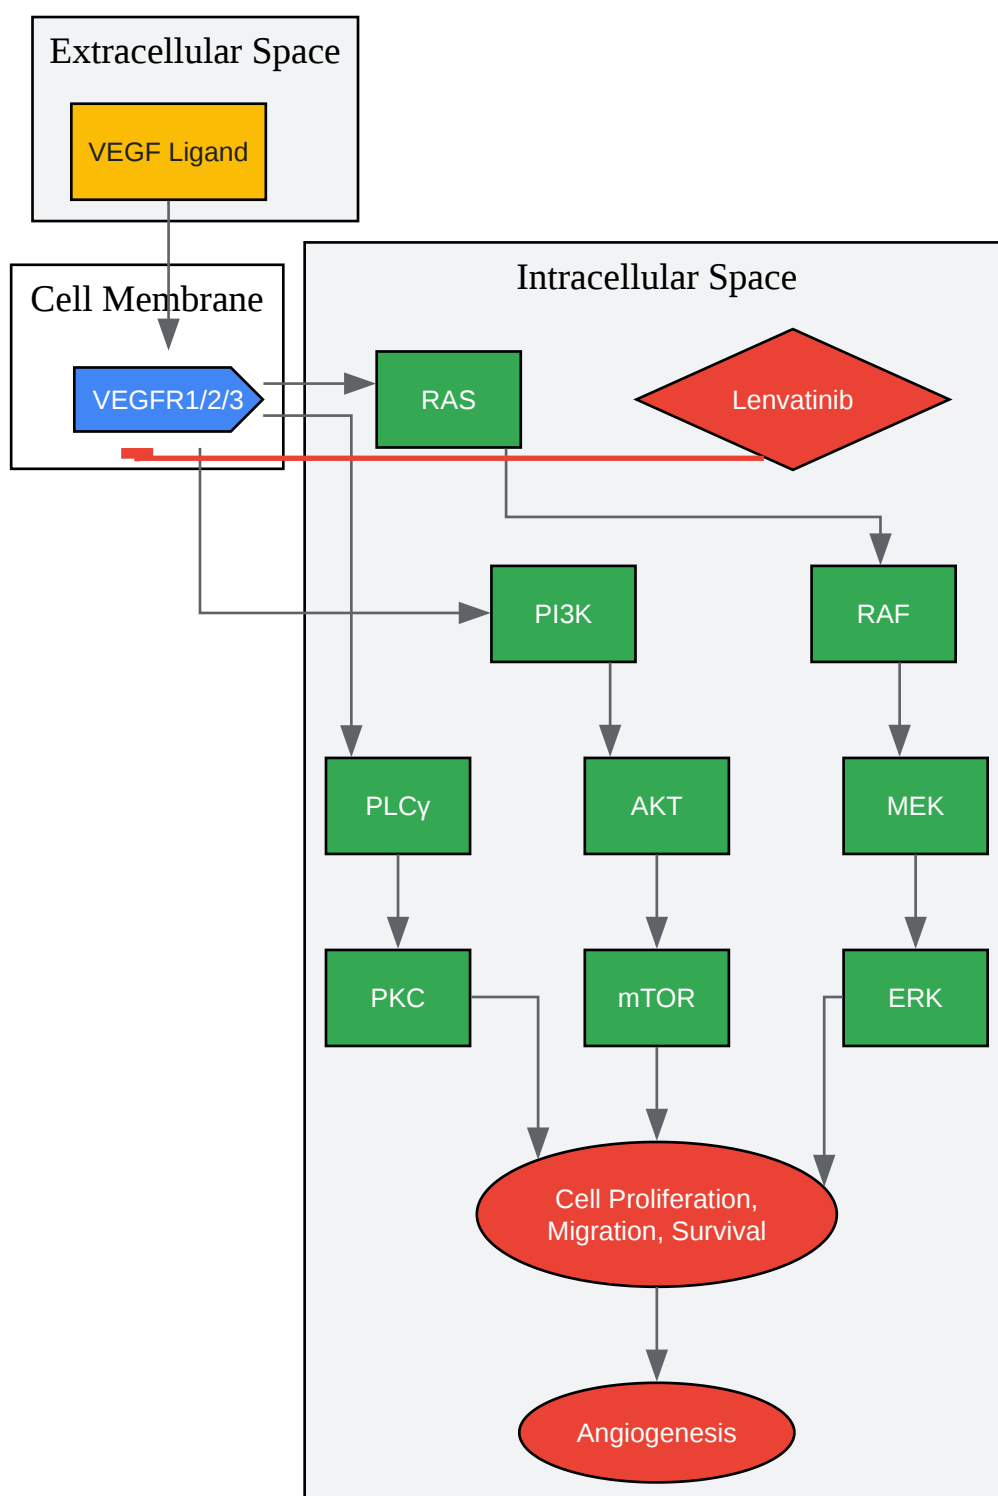 Extracellular Space
VEGF Ligand
Cell Membrane
Intracellular Space
VEGFR1/2/3
RAS
Lenvatinib
PI3K
RAF
PLCγ
AKT
MEK
PKC
mTOR
ERK
Cell Proliferation,
Migration, Survival
Angiogenesis